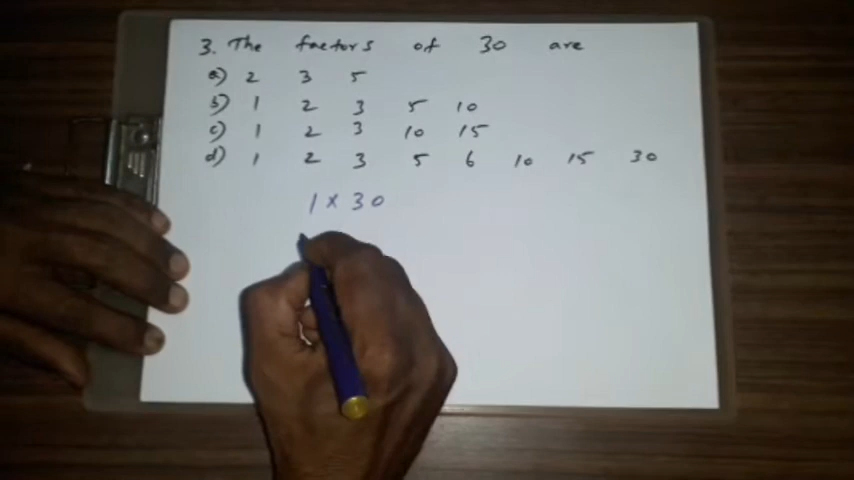 3. The factors of 30 are
a) 2 3 5
b) 1 2 3 5 10
c) 1 2 3 10 15
d) 1 2 3 5 6 10 15 30
1 x 30